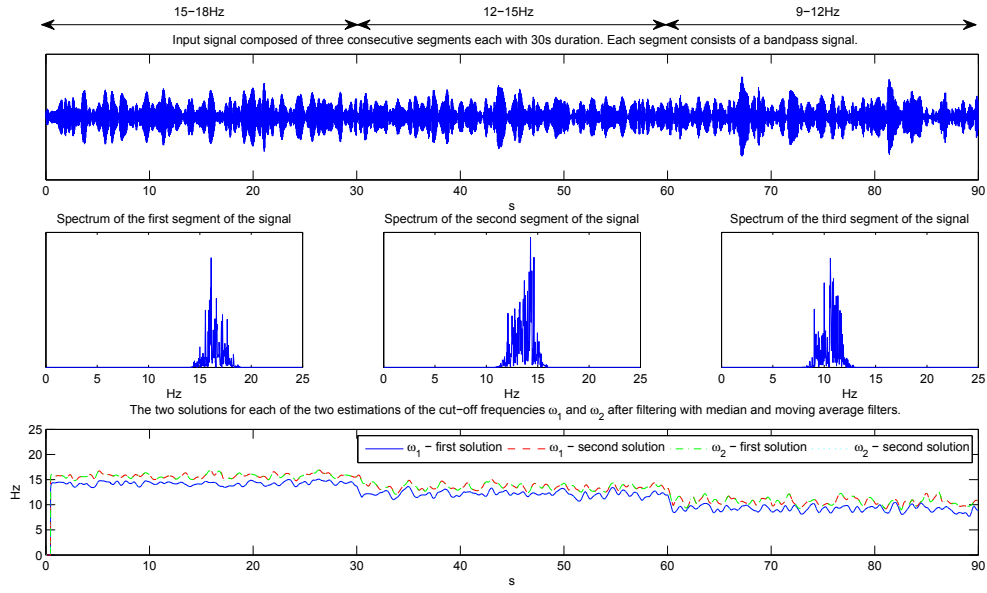 15−18Hz 12−15Hz 9−12Hz
Input signal composed of three consecutive segments each with 30s duration. Each segment consists of a bandpass signal.
0 10 20 30 40 50 60 70 80 90
s
Spectrum of the first segment of the signal
Spectrum of the second segment of the signal
Spectrum of the third segment of the signal
0 5 10 15 20 25
Hz
0 5 10 15 20 25
Hz
0 5 10 15 20 25
Hz
The two solutions for each of the two estimations of the cut−off frequencies ω1 and ω2 after filtering with median and moving average filters.
25
20
15
10
5
0
Hz
ω1 − first solution
ω1 − second solution
ω2 − first solution
ω2 − second solution
0 10 20 30 40 50 60 70 80 90
s